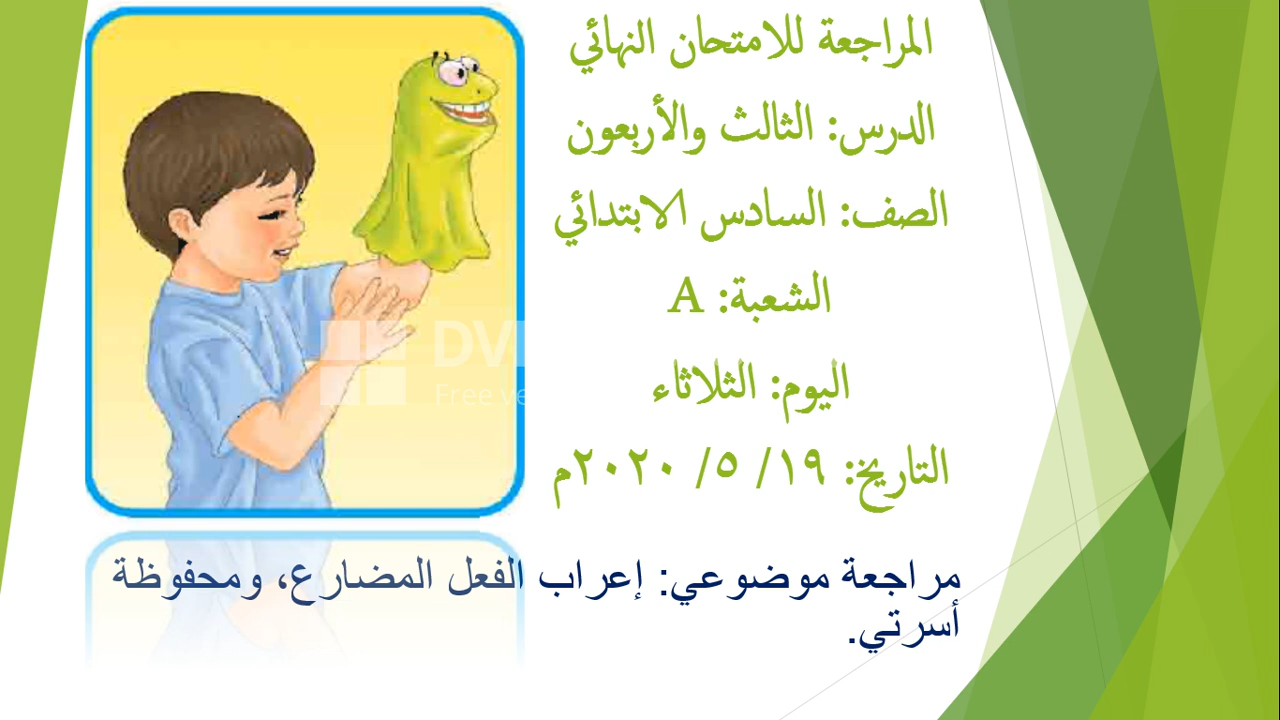 المراجعة للامتحان النهائي
الدرس: الثالث والأربعون
الصف: السادس الابتدائي
الشعبة: A
اليوم: الثلاثاء
التاريخ: ١٩/ ٥/ ٢٠٢٠م
مراجعة موضوعي: إعراب الفعل المضارع، ومحفوظة
أسرتي.
Free